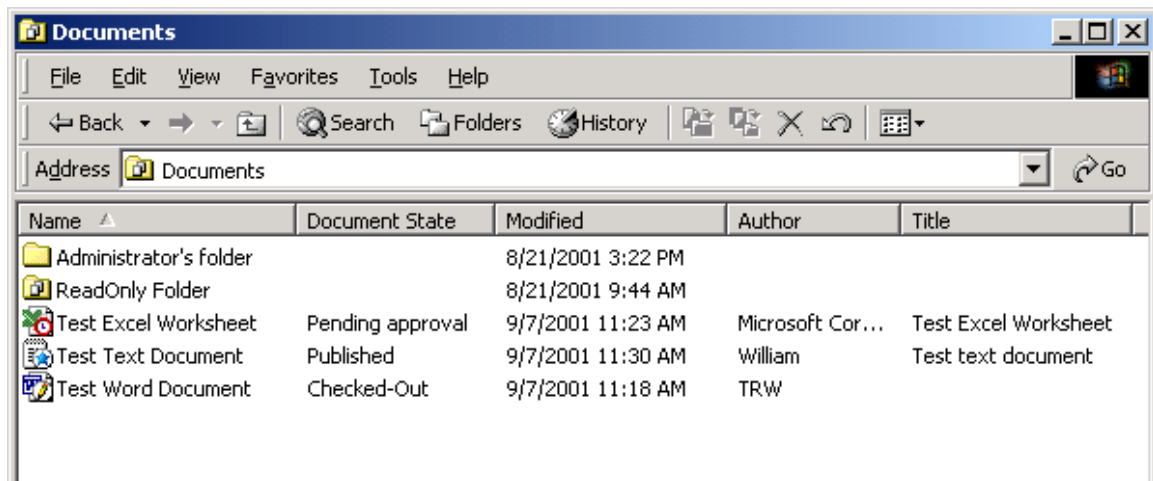 Documents
File Edit View Favorites Tools Help
Back Search Folders History
Address Documents Go
Name Document State Modified Author Title
Administrator's folder 8/21/2001 3:22 PM
ReadOnly Folder 8/21/2001 9:44 AM
Test Excel Worksheet Pending approval 9/7/2001 11:23 AM Microsoft Cor... Test Excel Worksheet
Test Text Document Published 9/7/2001 11:30 AM William Test text document
Test Word Document Checked-Out 9/7/2001 11:18 AM TRW